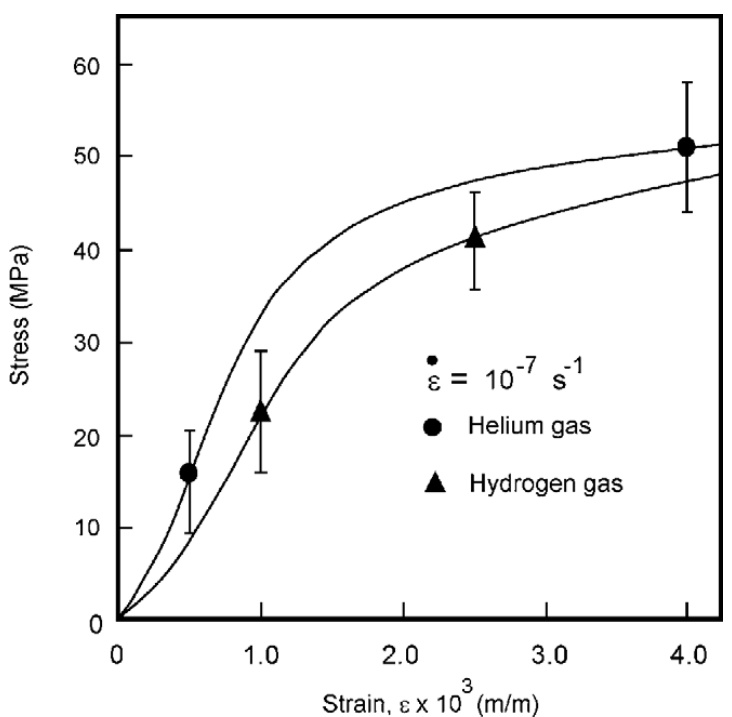 60
50
40
30
20
10
0
Stress (MPa)
ε̇ = 10⁻⁷ s⁻¹
Helium gas
Hydrogen gas
0 1.0 2.0 3.0 4.0
Strain, ε x 10³ (m/m)